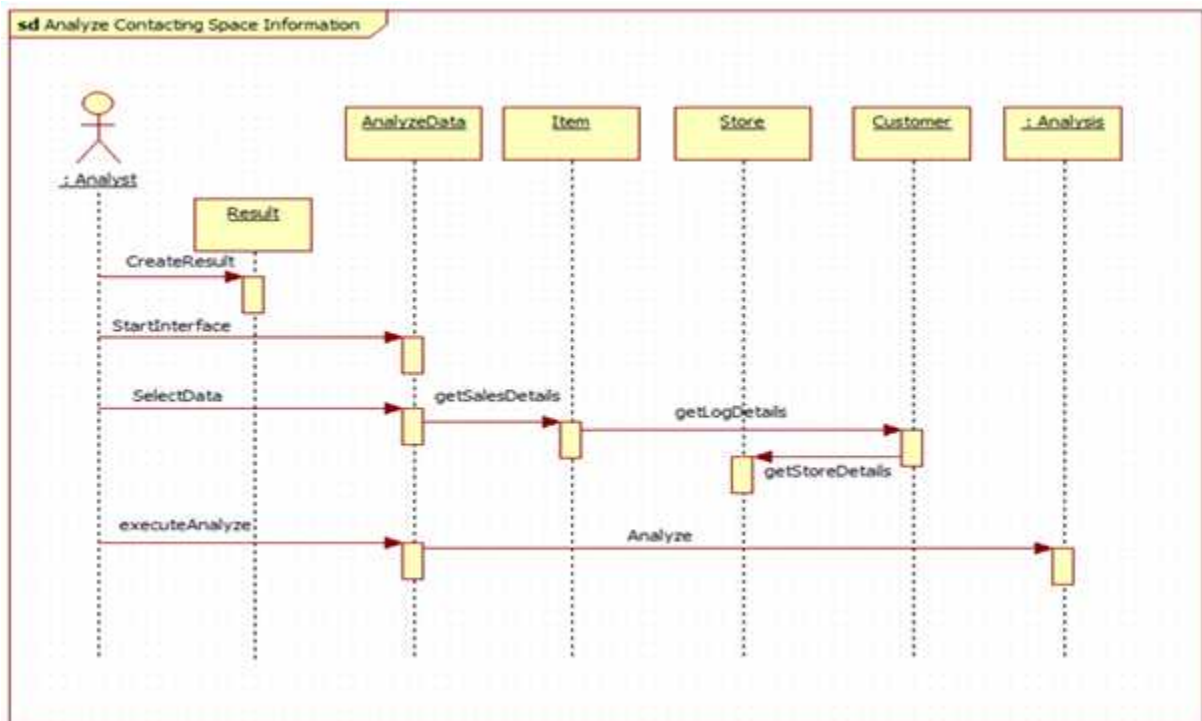 sd Analyze Contacting Space Information
AnalyzeData
Item
Store
Customer
: Analysis
: Analyst
Result
CreateResult
StartInterface
SelectData
getSalesDetails
getLogDetails
getStoreDetails
executeAnalyze
Analyze